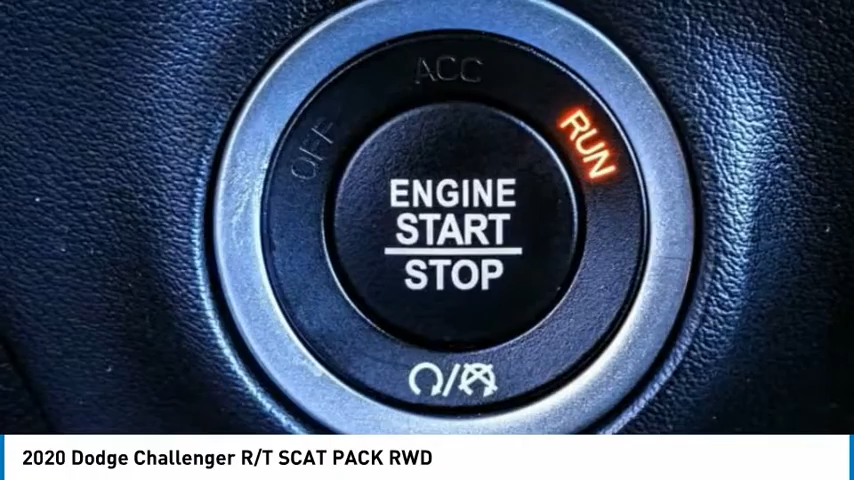 ACC
OFF
RUN
ENGINE
START
STOP
2020 Dodge Challenger R/T SCAT PACK RWD